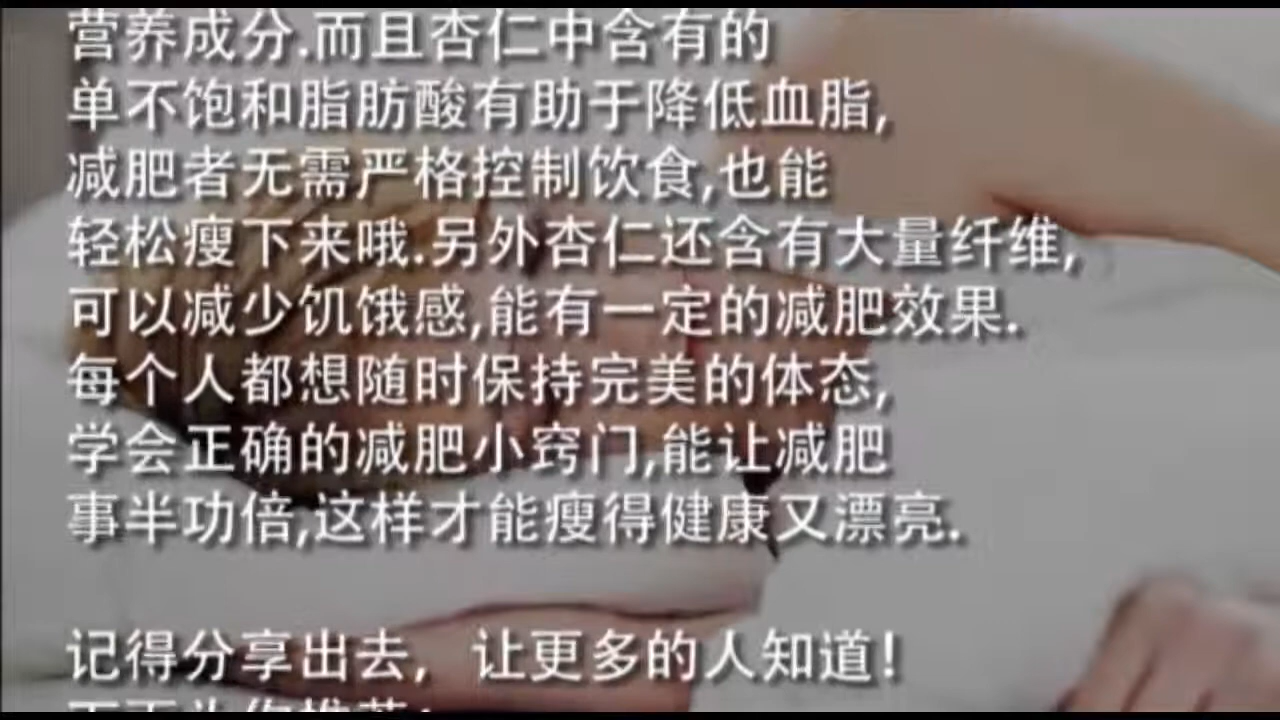 营养成分.而且杏仁中含有的
单不饱和脂肪酸有助于降低血脂,
减肥者无需严格控制饮食,也能
轻松瘦下来哦.另外杏仁还含有大量纤维,
可以减少饥饿感,能有一定的减肥效果.
每个人都想随时保持完美的体态,
学会正确的减肥小窍门,能让减肥
事半功倍,这样才能瘦得健康又漂亮.
记得分享出去，让更多的人知道！